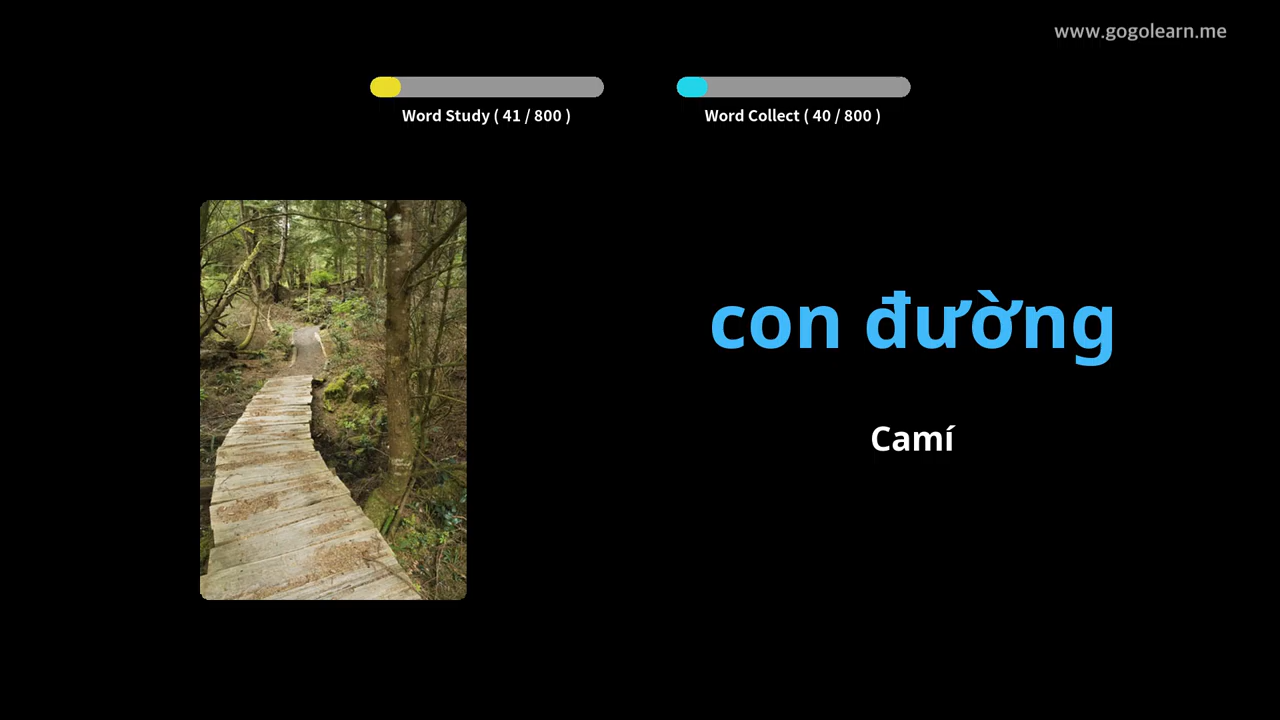 www.gogolearn.me
Word Study ( 41 / 800 )
Word Collect ( 40 / 800 )
con đường
Camí